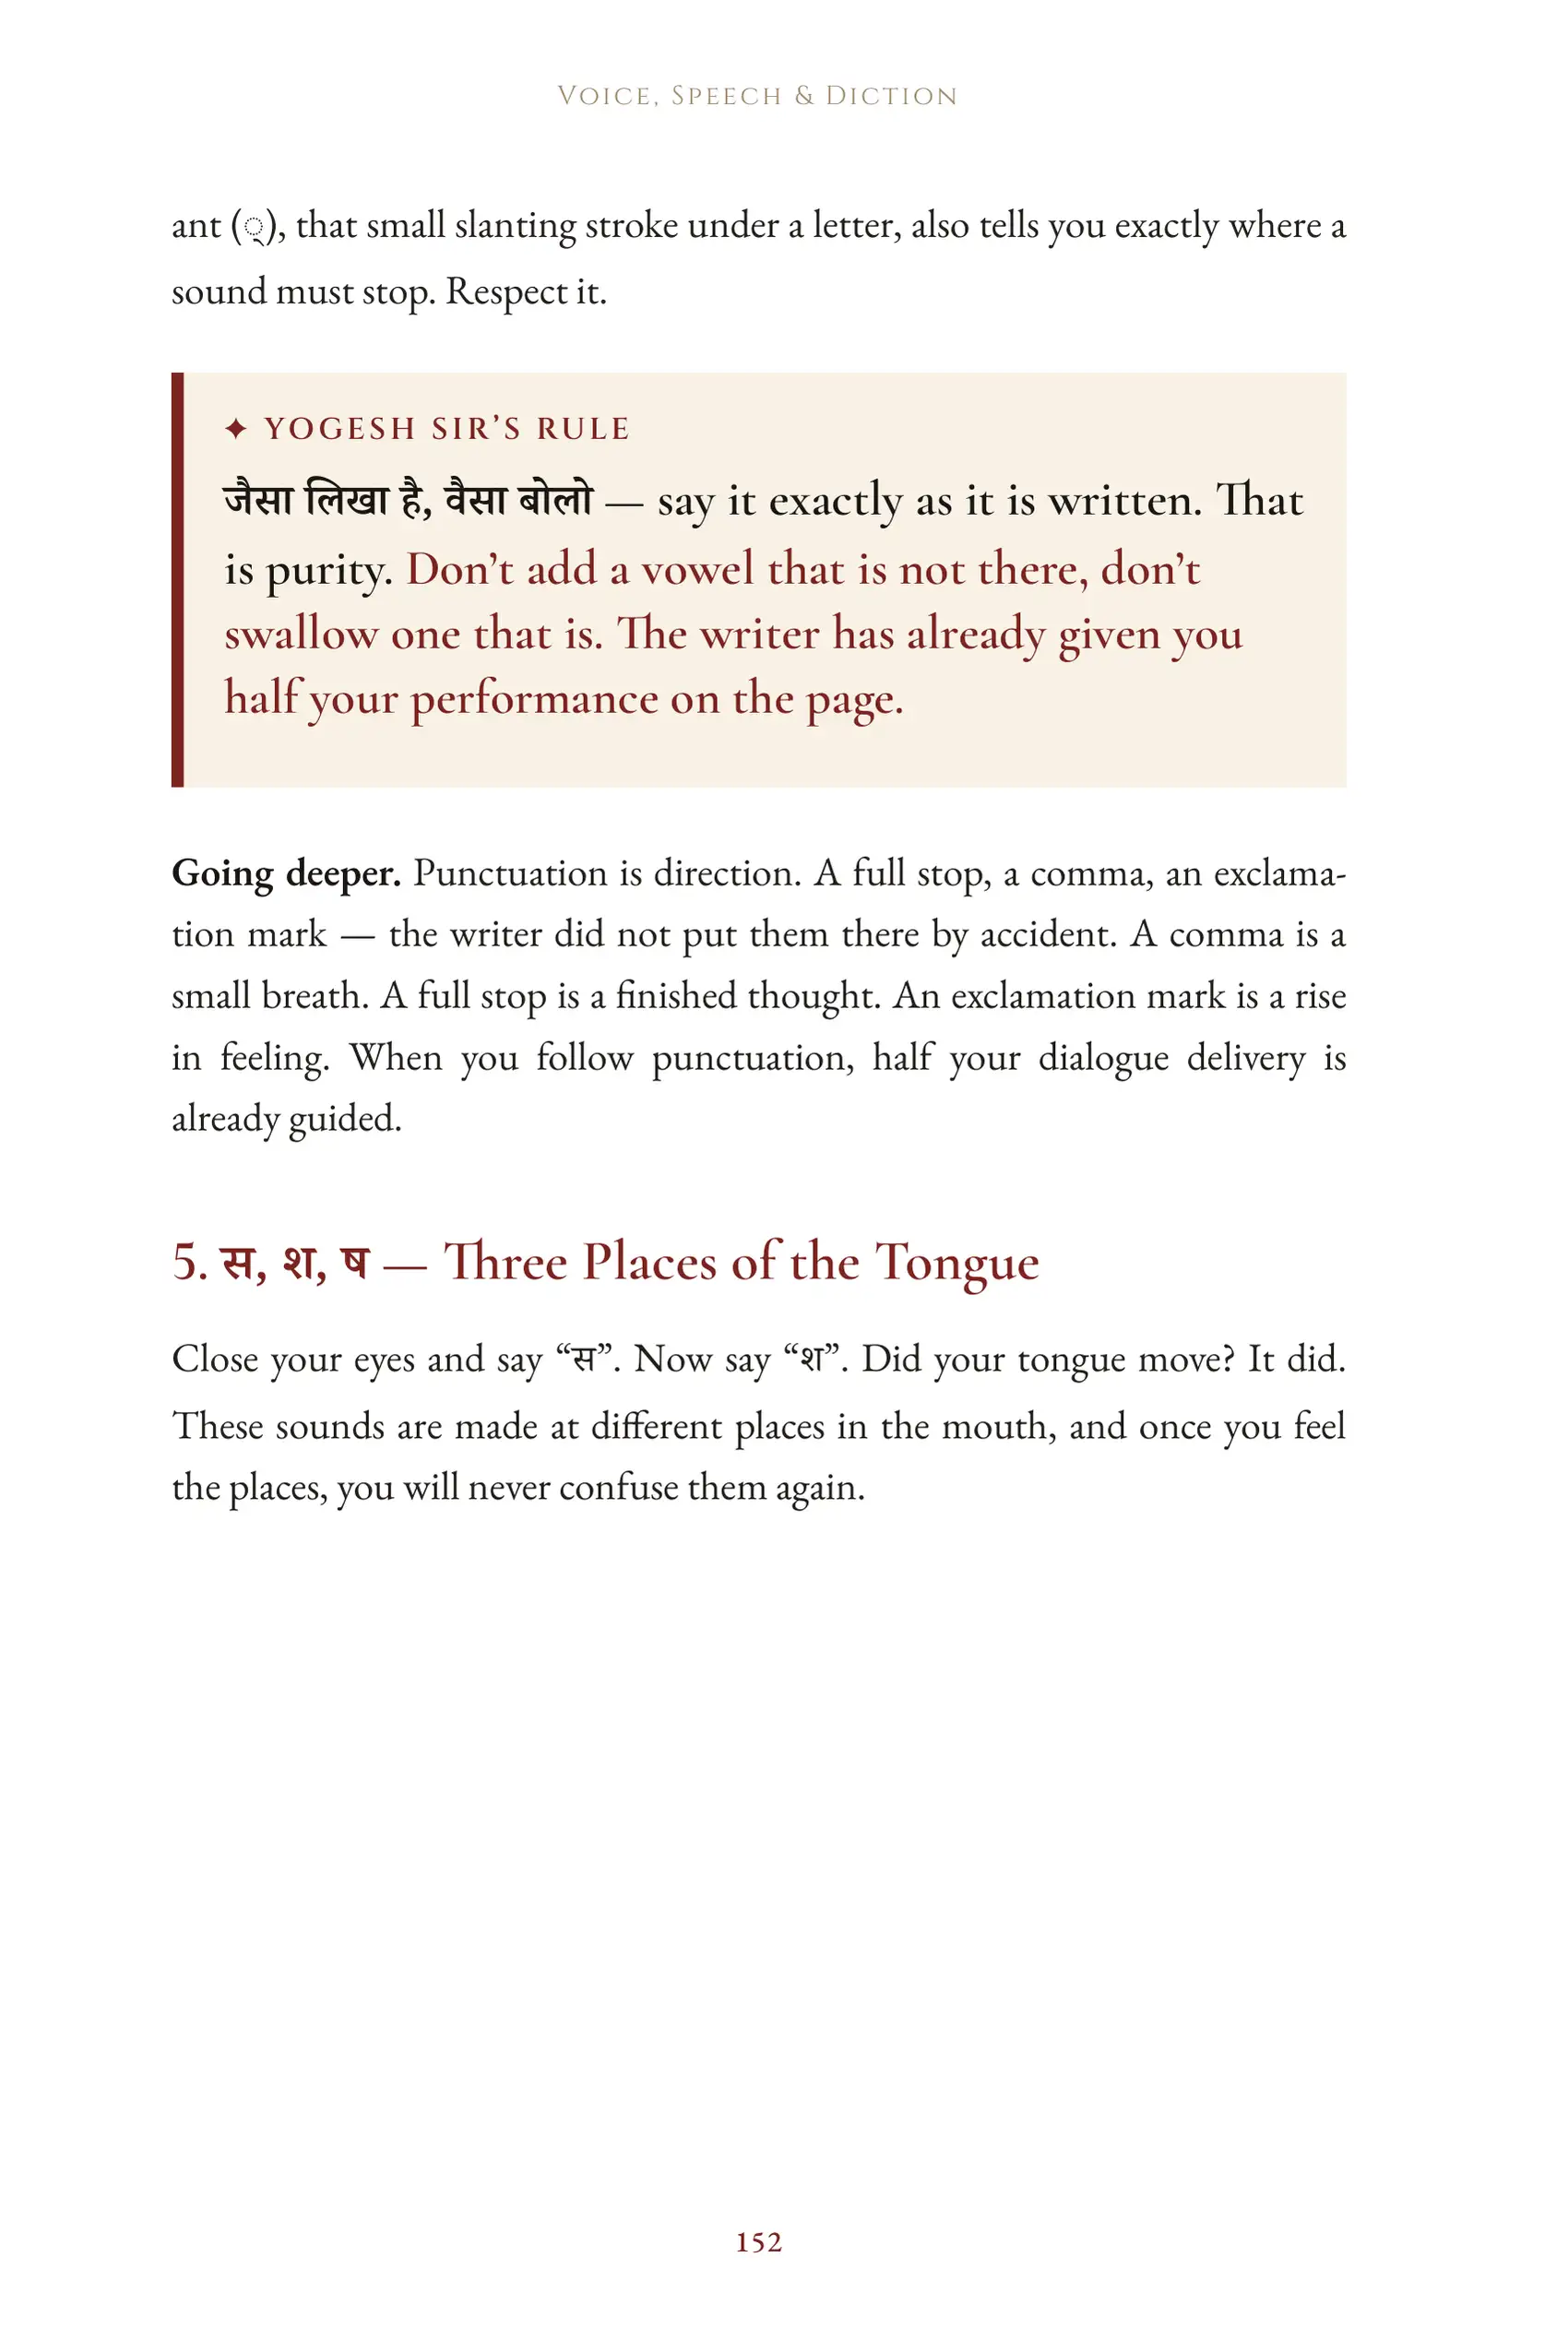 Voice, Speech & Diction
ant (्), that small slanting stroke under a letter, also tells you exactly where a
sound must stop. Respect it.
✦ YOGESH SIR’S RULE
जैसा लिखा है, वैसा बोलो — say it exactly as it is written. That
is purity. Don’t add a vowel that is not there, don’t
swallow one that is. The writer has already given you
half your performance on the page.
Going deeper. Punctuation is direction. A full stop, a comma, an exclama-
tion mark — the writer did not put them there by accident. A comma is a
small breath. A full stop is a finished thought. An exclamation mark is a rise
in feeling. When you follow punctuation, half your dialogue delivery is
already guided.
5. स, श, ष — Three Places of the Tongue
Close your eyes and say “स”. Now say “श”. Did your tongue move? It did.
These sounds are made at different places in the mouth, and once you feel
the places, you will never confuse them again.
152